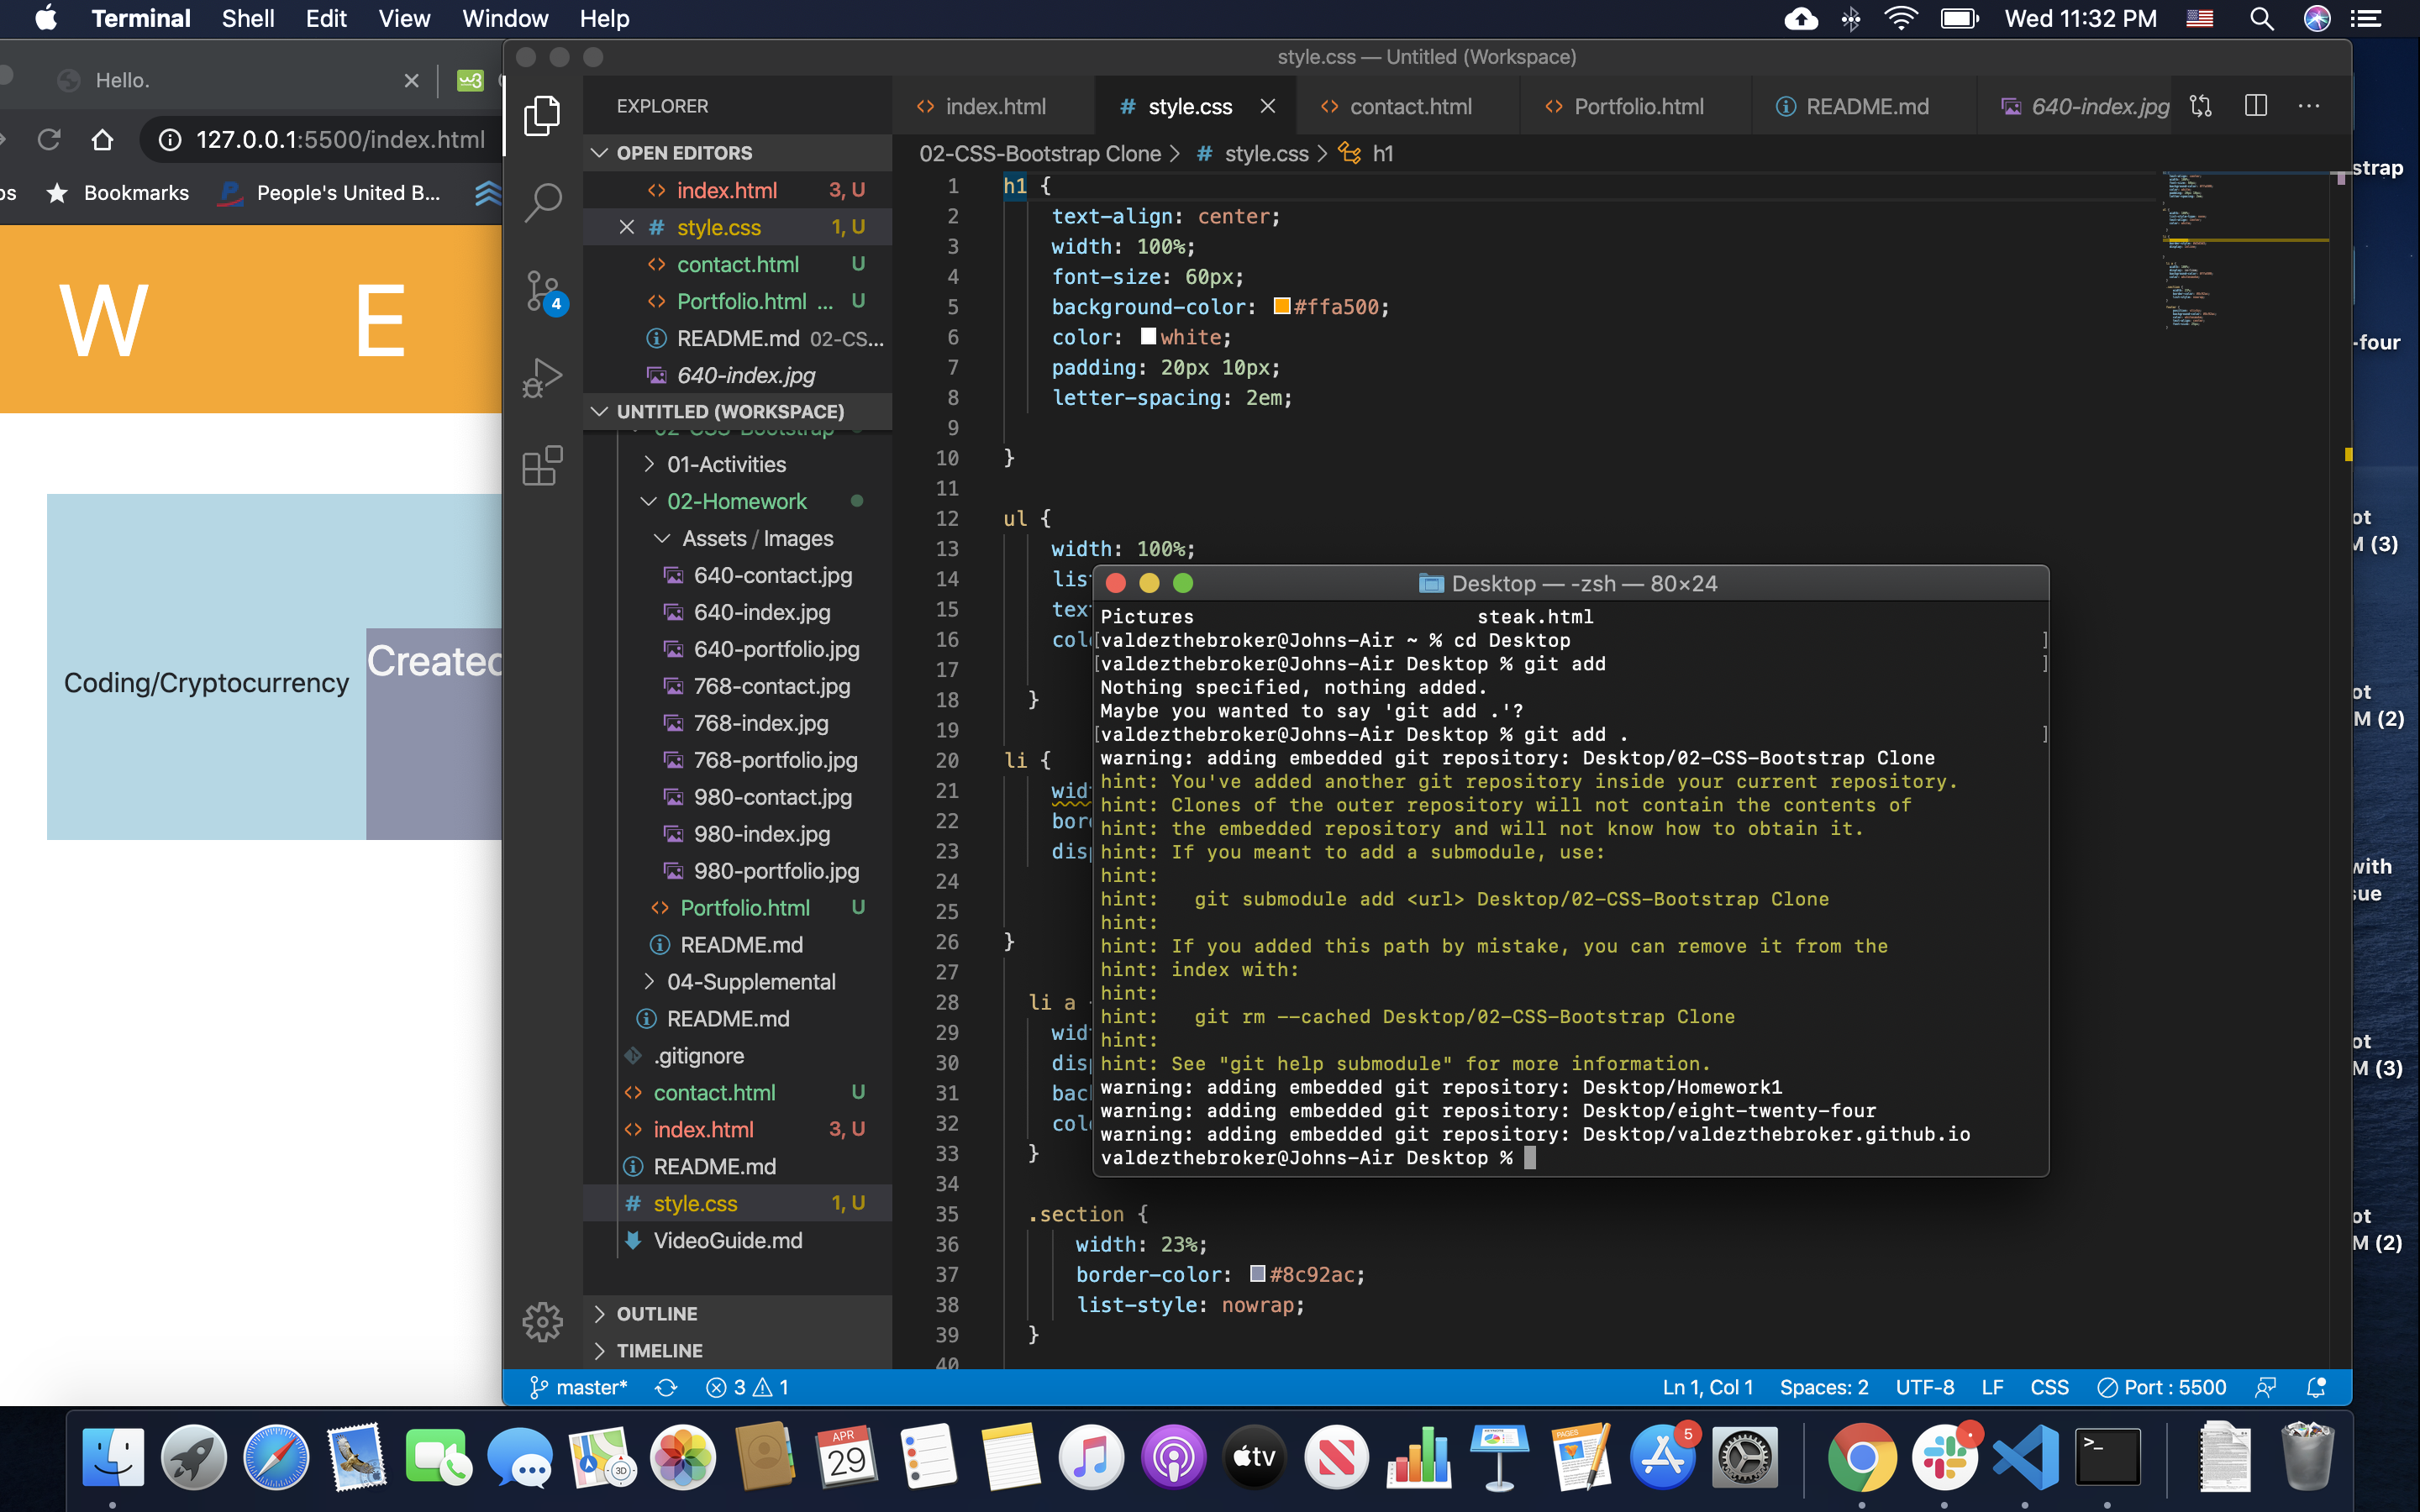 Terminal Shell Edit View Window Help
Wed 11:32 PM
Hello.
127.0.0.1:5500/index.html
Bookmarks People's United B...
W E
Coding/Cryptocurrency
Created
style.css — Untitled (Workspace)
EXPLORER
index.html style.css contact.html Portfolio.html README.md 640-index.jpg
OPEN EDITORS
index.html 3, U
style.css 1, U
contact.html U
Portfolio.html ... U
README.md 02-CS...
640-index.jpg
UNTITLED (WORKSPACE)
02-CSS-Bootstrap
01-Activities
02-Homework
Assets / Images
640-contact.jpg
640-index.jpg
640-portfolio.jpg
768-contact.jpg
768-index.jpg
768-portfolio.jpg
980-contact.jpg
980-index.jpg
980-portfolio.jpg
Portfolio.html U
README.md
04-Supplemental
README.md
.gitignore
contact.html U
index.html 3, U
README.md
style.css 1, U
VideoGuide.md
OUTLINE
TIMELINE
02-CSS-Bootstrap Clone > # style.css > h1
1 h1 {
2 text-align: center;
3 width: 100%;
4 font-size: 60px;
5 background-color: #ffa500;
6 color: white;
7 padding: 20px 10px;
8 letter-spacing: 2em;
9
10 }
11
12 ul {
13 width: 100%;
14 lis
15 tex
16 col
17
18 }
19
20 li {
21 wid
22 bor
23 disp
24
25
26 }
27
28 li a
29 wid
30 disp
31 bac
32 col
33 }
34
35 .section {
36 width: 23%;
37 border-color: #8c92ac;
38 list-style: nowrap;
39 }
40
Desktop — -zsh — 80×24
Pictures steak.html
[valdezthebroker@Johns-Air ~ % cd Desktop ]
[valdezthebroker@Johns-Air Desktop % git add ]
Nothing specified, nothing added.
Maybe you wanted to say 'git add .'?
[valdezthebroker@Johns-Air Desktop % git add . ]
warning: adding embedded git repository: Desktop/02-CSS-Bootstrap Clone
hint: You've added another git repository inside your current repository.
hint: Clones of the outer repository will not contain the contents of
hint: the embedded repository and will not know how to obtain it.
hint: If you meant to add a submodule, use:
hint:
hint: git submodule add <url> Desktop/02-CSS-Bootstrap Clone
hint:
hint: If you added this path by mistake, you can remove it from the
hint: index with:
hint:
hint: git rm --cached Desktop/02-CSS-Bootstrap Clone
hint:
hint: See "git help submodule" for more information.
warning: adding embedded git repository: Desktop/Homework1
warning: adding embedded git repository: Desktop/eight-twenty-four
warning: adding embedded git repository: Desktop/valdezthebroker.github.io
valdezthebroker@Johns-Air Desktop %
strap
-four
ot
M (3)
ot
M (2)
with
sue
ot
M (3)
ot
M (2)
4
master* 3 1
Ln 1, Col 1 Spaces: 2 UTF-8 LF CSS Port : 5500
APR
29
3D
tv
PAGES
5